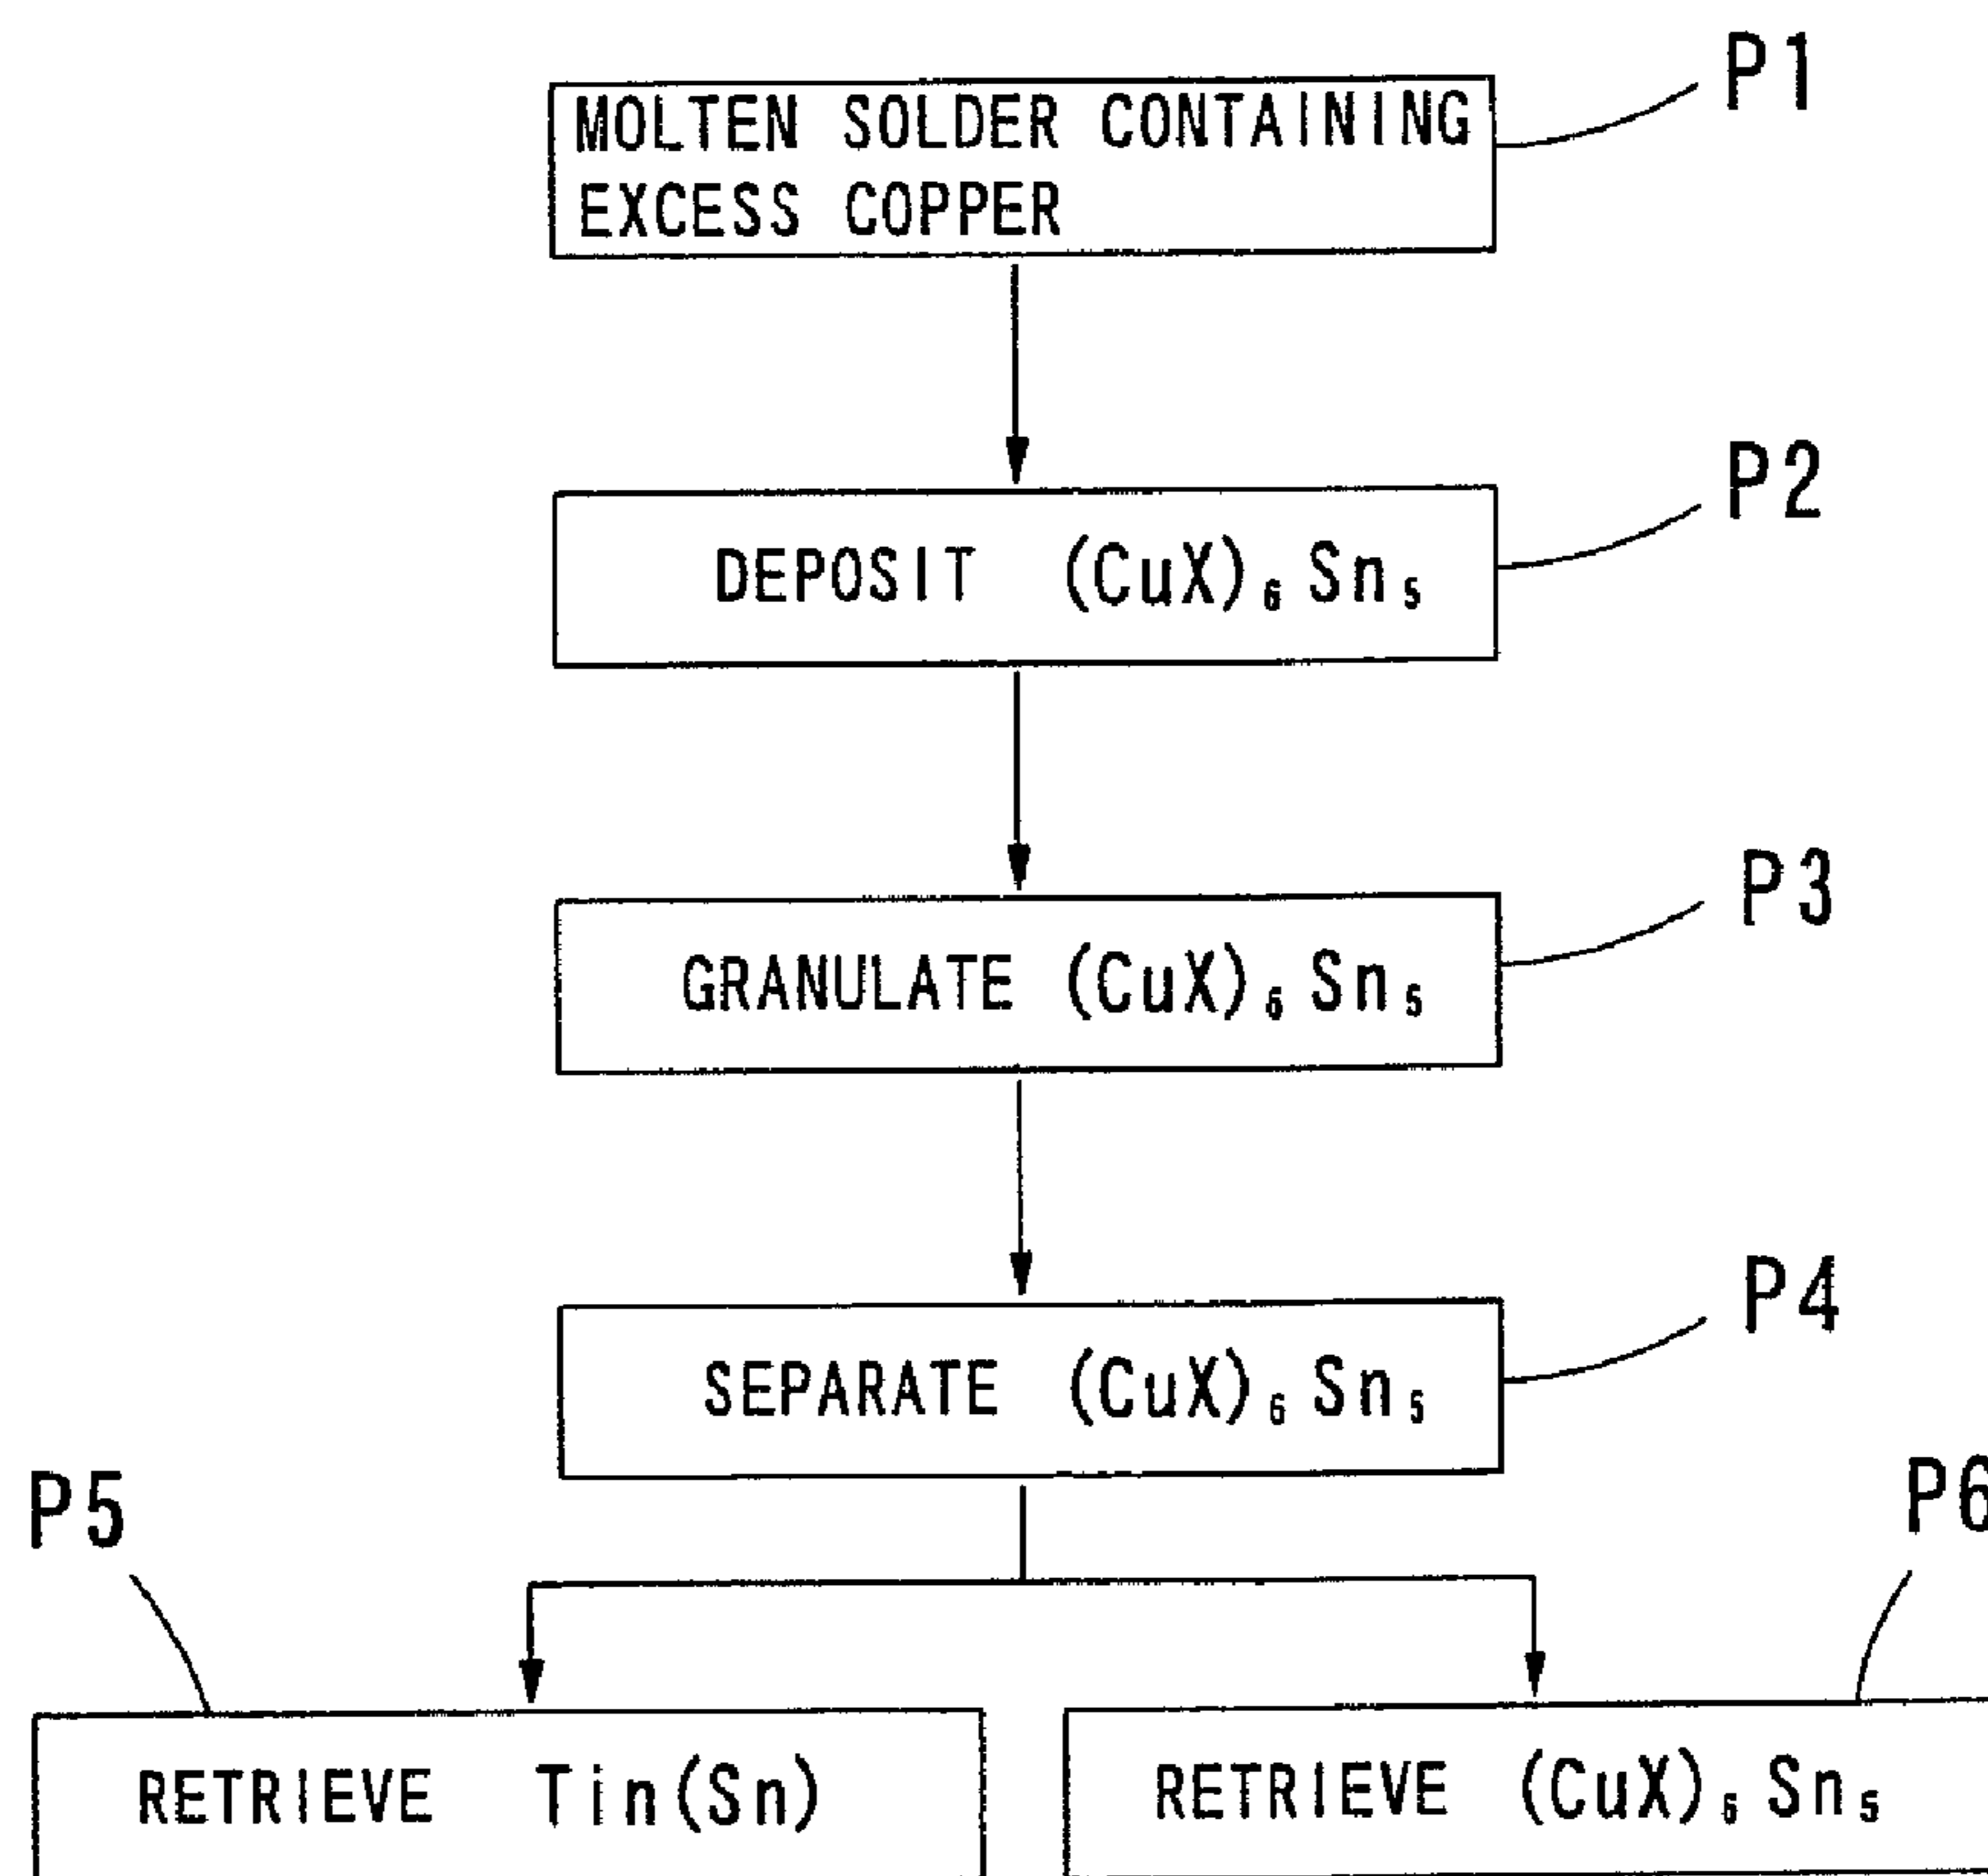 P1
MOLTEN SOLDER CONTAINING
EXCESS COPPER
P2
DEPOSIT (CuX)₆Sn₅
P3
GRANULATE (CuX)₆Sn₅
P4
SEPARATE (CuX)₆Sn₅
P5
P6
RETRIEVE Tin(Sn)
RETRIEVE (CuX)₆Sn₅